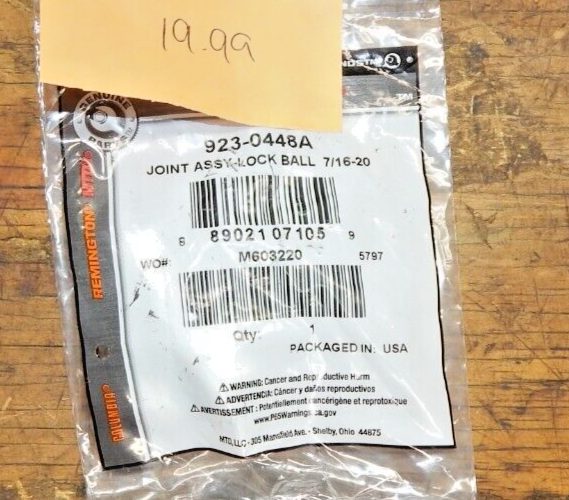 19.99
GENUINE
PARTS
REMINGTON
MTD
COLUMBIA®
923-0448A
JOINT ASSY-LOCK BALL 7/16-20
8 89021 07105 9
WO#: M603220 5797
Qty: 1
PACKAGED IN: USA
⚠WARNING: Cancer and Reproductive Harm
⚠ADVERTENCIA: Cáncer y daños reproductivos
⚠AVERTISSEMENT : Potentiellement cancérigène et reprotoxique
www.P65Warnings.ca.gov
MTD, LLC - 305 Mansfield Ave. - Shelby, Ohio 44875